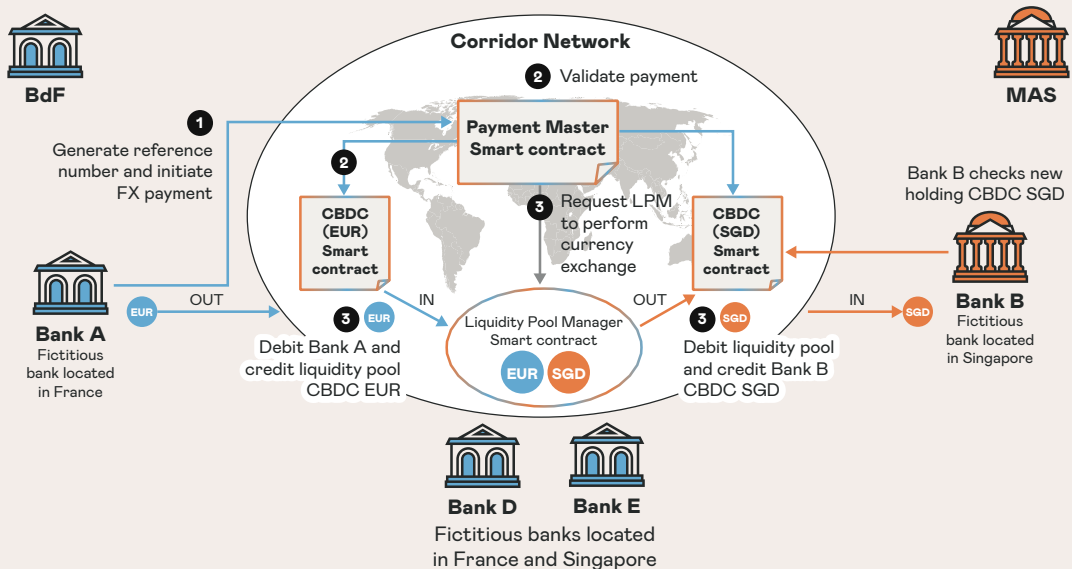 BdF
Corridor Network
MAS
2 Validate payment
1
Generate reference
number and initiate
FX payment
Payment Master
Smart contract
2
3 Request LPM
to perform
currency
exchange
CBDC
(EUR)
Smart
contract
CBDC
(SGD)
Smart
contract
Bank B checks new
holding CBDC SGD
EUR
OUT
IN
OUT
IN
SGD
Bank A
Fictitious
bank located
in France
3 EUR
Debit Bank A and
credit liquidity pool
CBDC EUR
Liquidity Pool Manager
Smart contract
EUR SGD
3 SGD
Debit liquidity pool
and credit Bank B
CBDC SGD
Bank B
Fictitious
bank located
in Singapore
Bank D
Bank E
Fictitious banks located
in France and Singapore